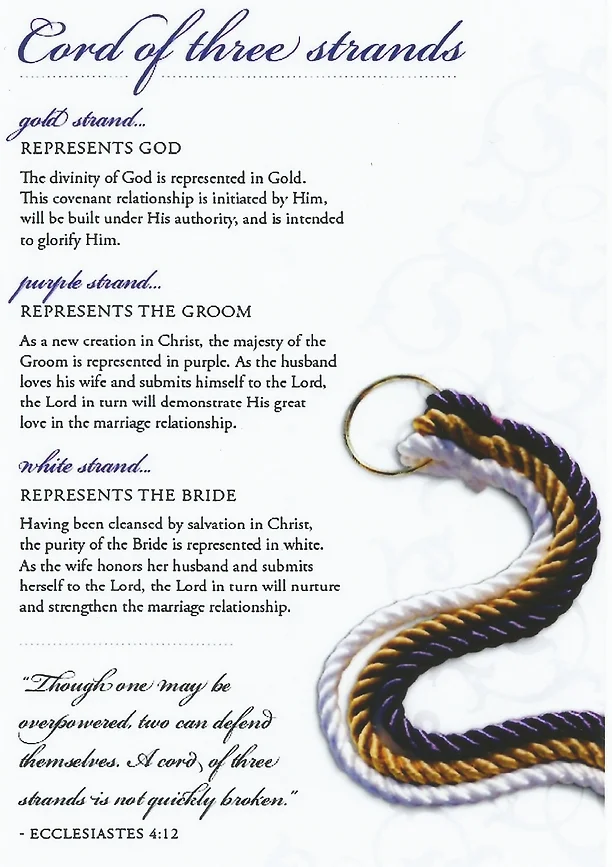 Cord of three strands
gold strand...
REPRESENTS GOD
The divinity of God is represented in Gold.
This covenant relationship is initiated by Him,
will be built under His authority, and is intended
to glorify Him.
purple strand...
REPRESENTS THE GROOM
As a new creation in Christ, the majesty of the
Groom is represented in purple. As the husband
loves his wife and submits himself to the Lord,
the Lord in turn will demonstrate His great
love in the marriage relationship.
white strand...
REPRESENTS THE BRIDE
Having been cleansed by salvation in Christ,
the purity of the Bride is represented in white.
As the wife honors her husband and submits
herself to the Lord, the Lord in turn will nurture
and strengthen the marriage relationship.
"Though one may be
overpowered, two can defend
themselves. A cord of three
strands is not quickly broken."
- ECCLESIASTES 4:12